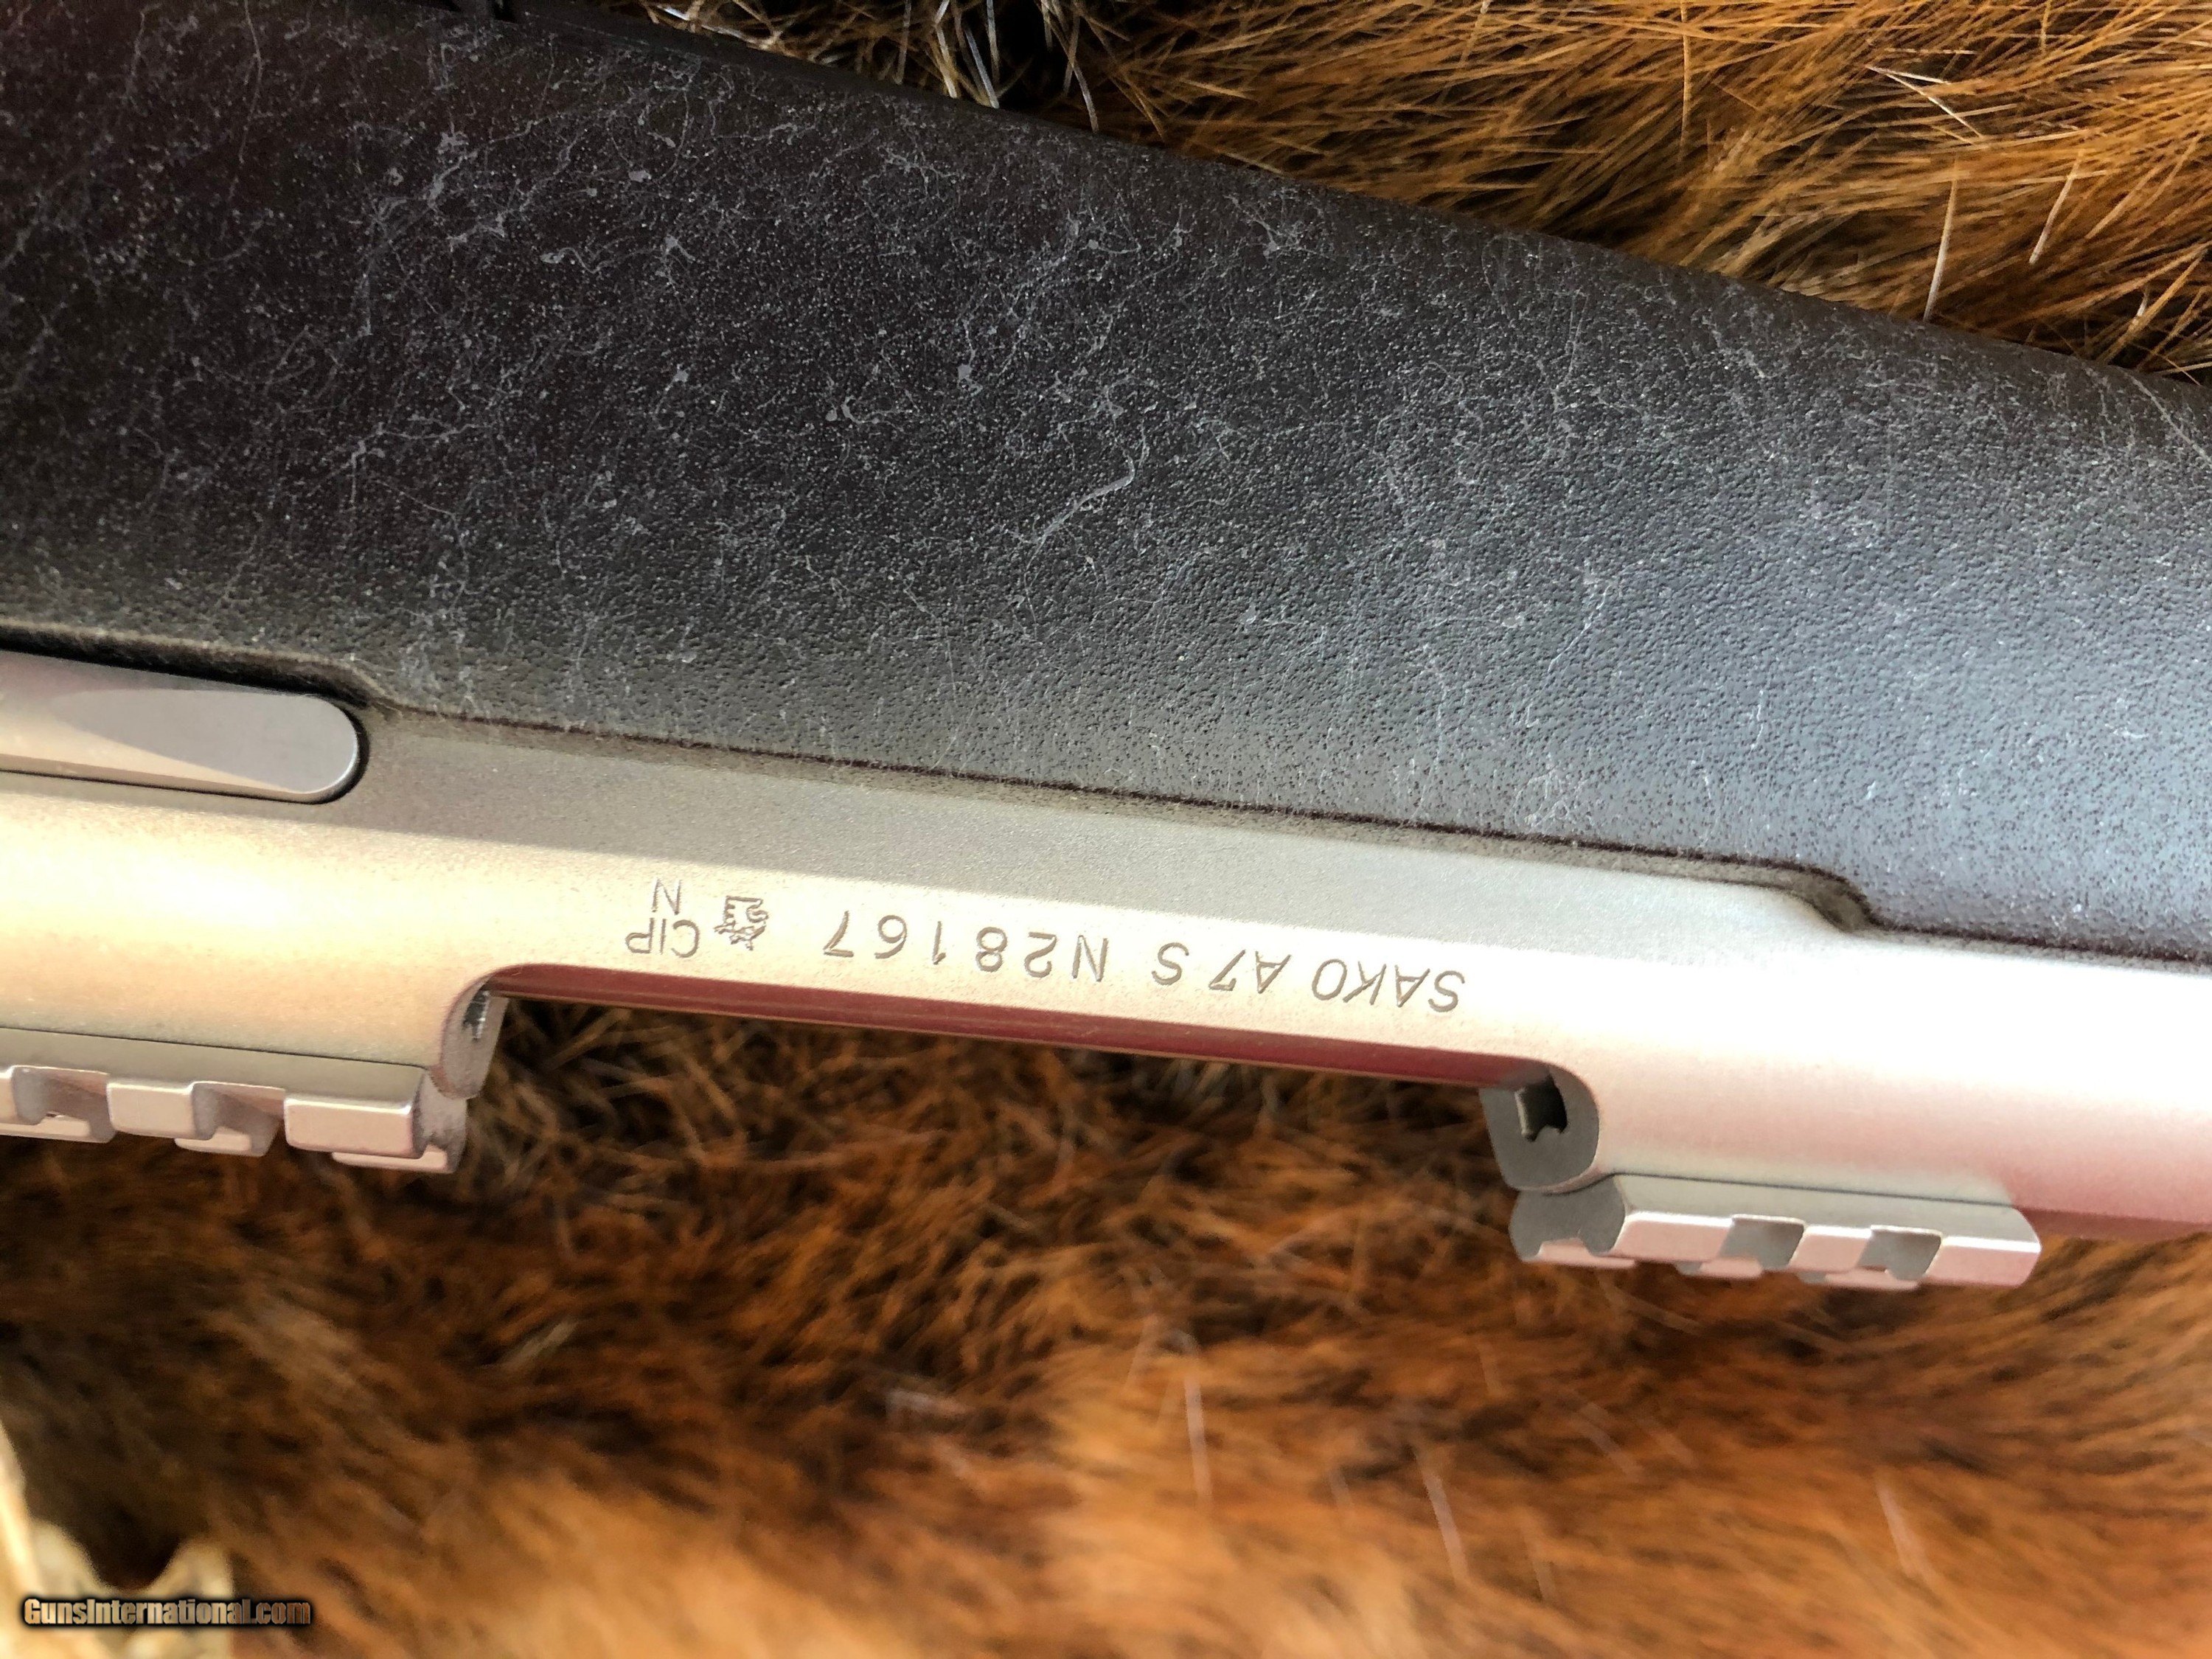 SAKO A7 S N28167
CIP
N
GunsInternational.com